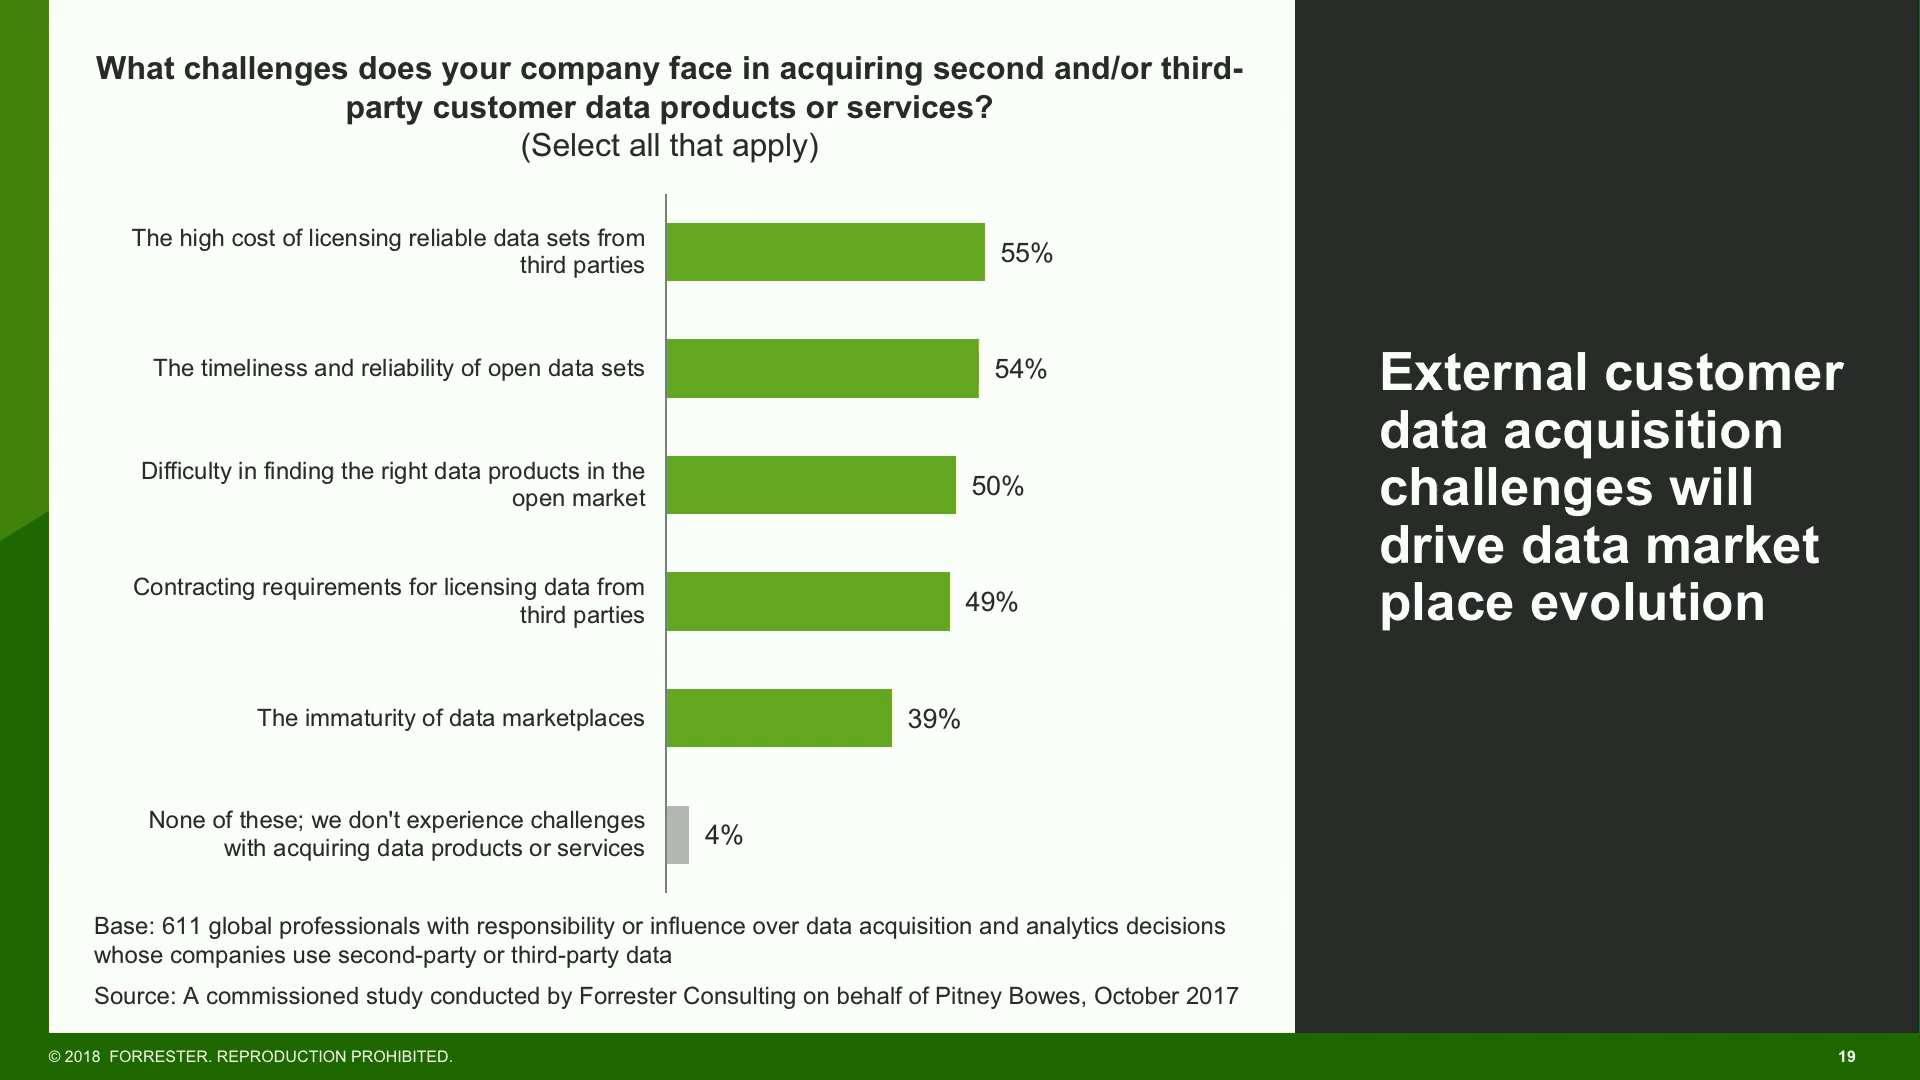 What challenges does your company face in acquiring second and/or third-
party customer data products or services?
(Select all that apply)
The high cost of licensing reliable data sets from
third parties
55%
The timeliness and reliability of open data sets
54%
Difficulty in finding the right data products in the
open market
50%
Contracting requirements for licensing data from
third parties
49%
The immaturity of data marketplaces
39%
None of these; we don't experience challenges
with acquiring data products or services
4%
Base: 611 global professionals with responsibility or influence over data acquisition and analytics decisions
whose companies use second-party or third-party data
Source: A commissioned study conducted by Forrester Consulting on behalf of Pitney Bowes, October 2017
External customer
data acquisition
challenges will
drive data market
place evolution
© 2018 FORRESTER. REPRODUCTION PROHIBITED.
19